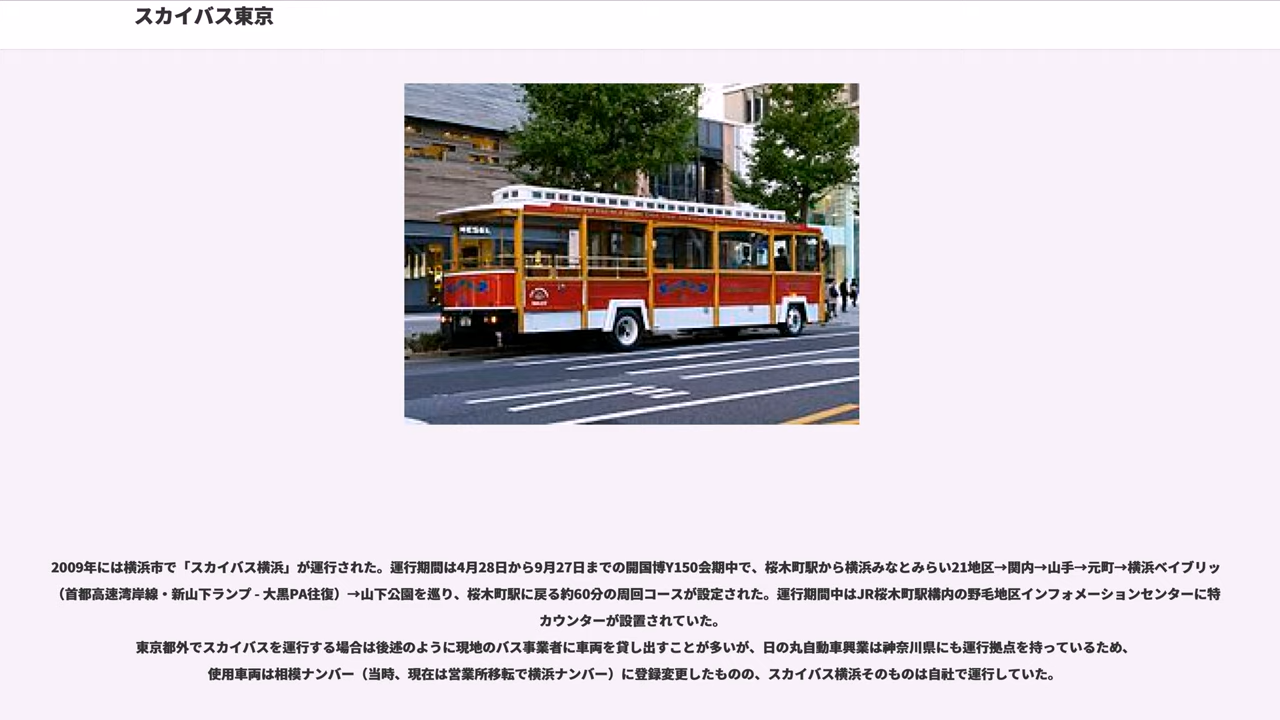 スカイバス東京
2009年には横浜市で「スカイバス横浜」が運行された。運行期間は4月28日から9月27日までの開国博Y150会期中で、桜木町駅から横浜みなとみらい21地区→関内→山手→元町→横浜ベイブリッ
（首都高速湾岸線・新山下ランプ - 大黒PA往復）→山下公園を巡り、桜木町駅に戻る約60分の周回コースが設定された。運行期間中はJR桜木町駅構内の野毛地区インフォメーションセンターに特
カウンターが設置されていた。
東京都外でスカイバスを運行する場合は後述のように現地のバス事業者に車両を貸し出すことが多いが、日の丸自動車興業は神奈川県にも運行拠点を持っているため、
使用車両は相模ナンバー（当時、現在は営業所移転で横浜ナンバー）に登録変更したものの、スカイバス横浜そのものは自社で運行していた。